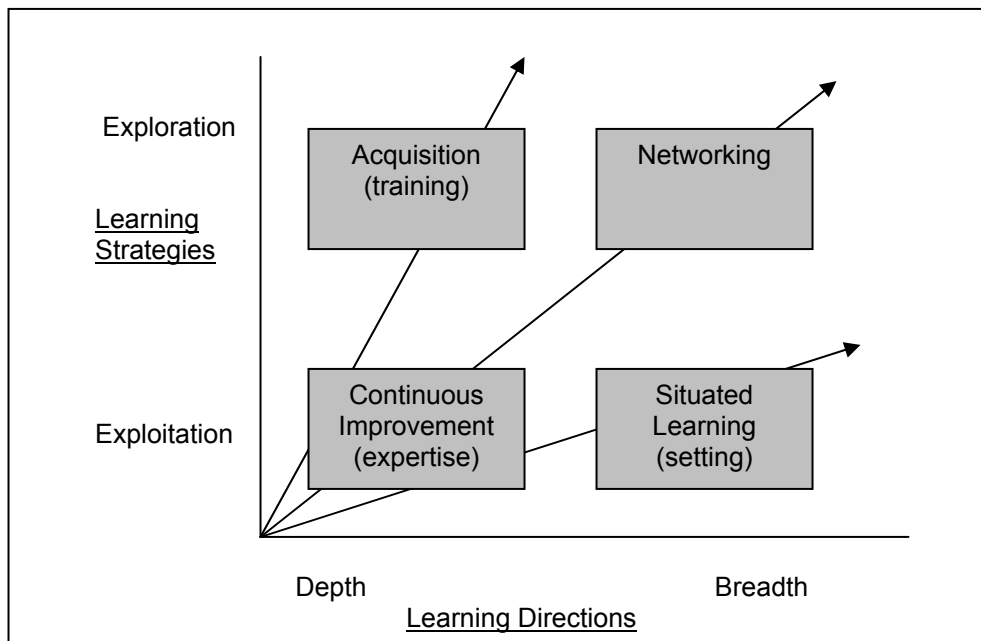 Exploration
Acquisition
(training)
Networking
Learning
Strategies
Exploitation
Continuous
Improvement
(expertise)
Situated
Learning
(setting)
Depth
Breadth
Learning Directions